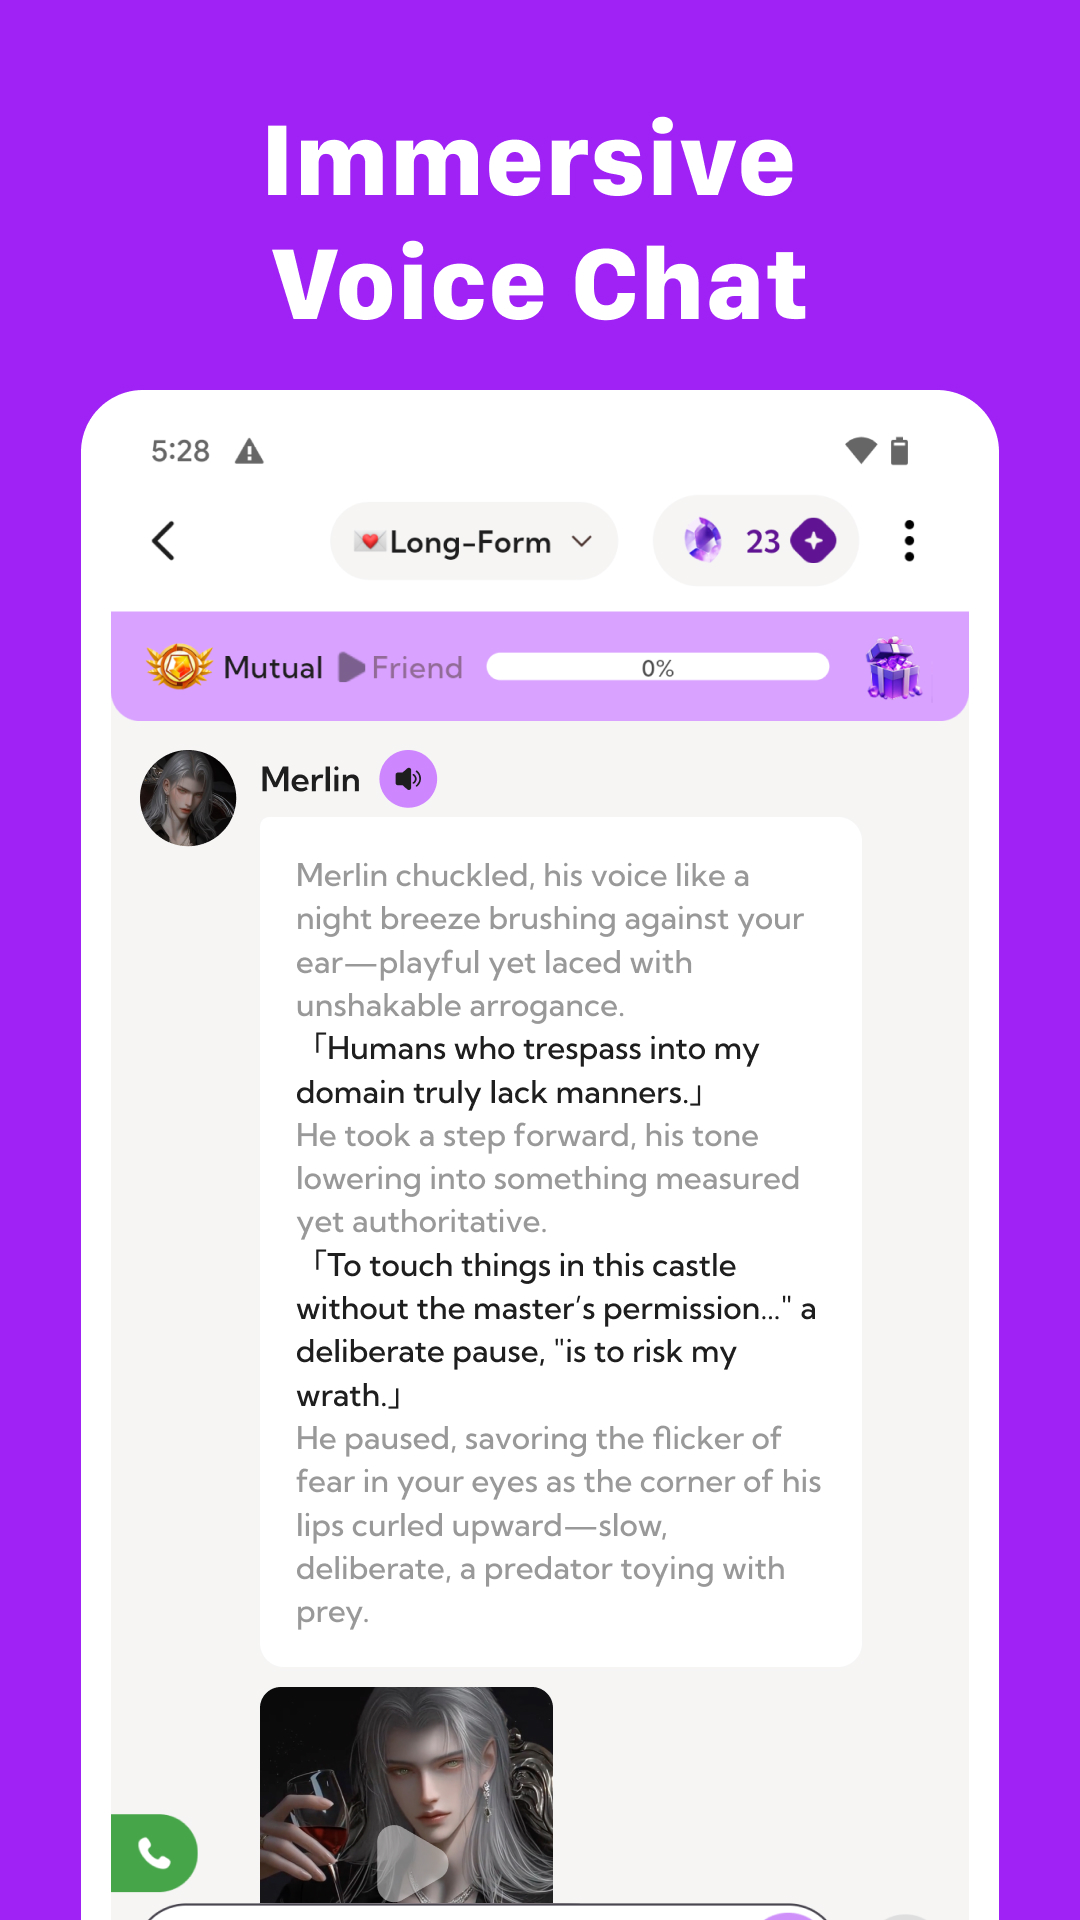 Immersive
Voice Chat
5:28
Long-Form
23
Mutual
Friend
0%
Merlin
Merlin chuckled, his voice like a
night breeze brushing against your
ear—playful yet laced with
unshakable arrogance.
「Humans who trespass into my
domain truly lack manners.」
He took a step forward, his tone
lowering into something measured
yet authoritative.
「To touch things in this castle
without the master’s permission..." a
deliberate pause, "is to risk my
wrath.」
He paused, savoring the flicker of
fear in your eyes as the corner of his
lips curled upward—slow,
deliberate, a predator toying with
prey.